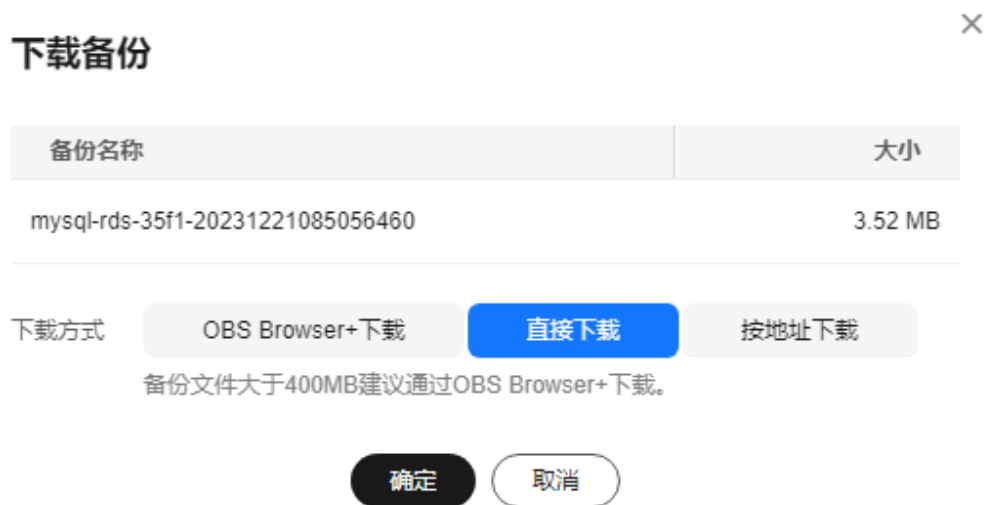 下载备份
备份名称 大小
mysql-rds-35f1-20231221085056460 3.52 MB
下载方式 OBS Browser+下载 直接下载 按地址下载
备份文件大于400MB建议通过OBS Browser+下载。
确定 取消